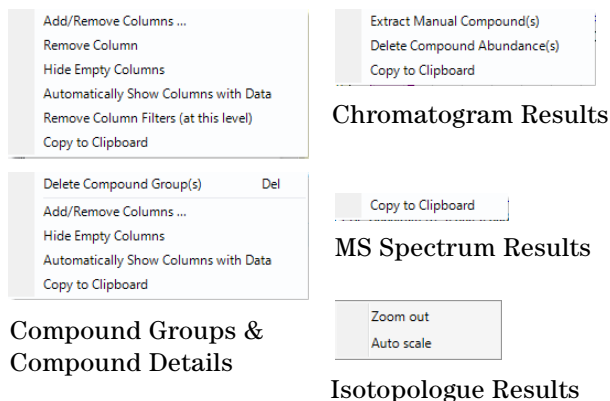 Add/Remove Columns ...
Remove Column
Hide Empty Columns
Automatically Show Columns with Data
Remove Column Filters (at this level)
Copy to Clipboard
Delete Compound Group(s) Del
Add/Remove Columns ...
Hide Empty Columns
Automatically Show Columns with Data
Copy to Clipboard
Compound Groups &
Compound Details
Extract Manual Compound(s)
Delete Compound Abundance(s)
Copy to Clipboard
Chromatogram Results
Copy to Clipboard
MS Spectrum Results
Zoom out
Auto scale
Isotopologue Results